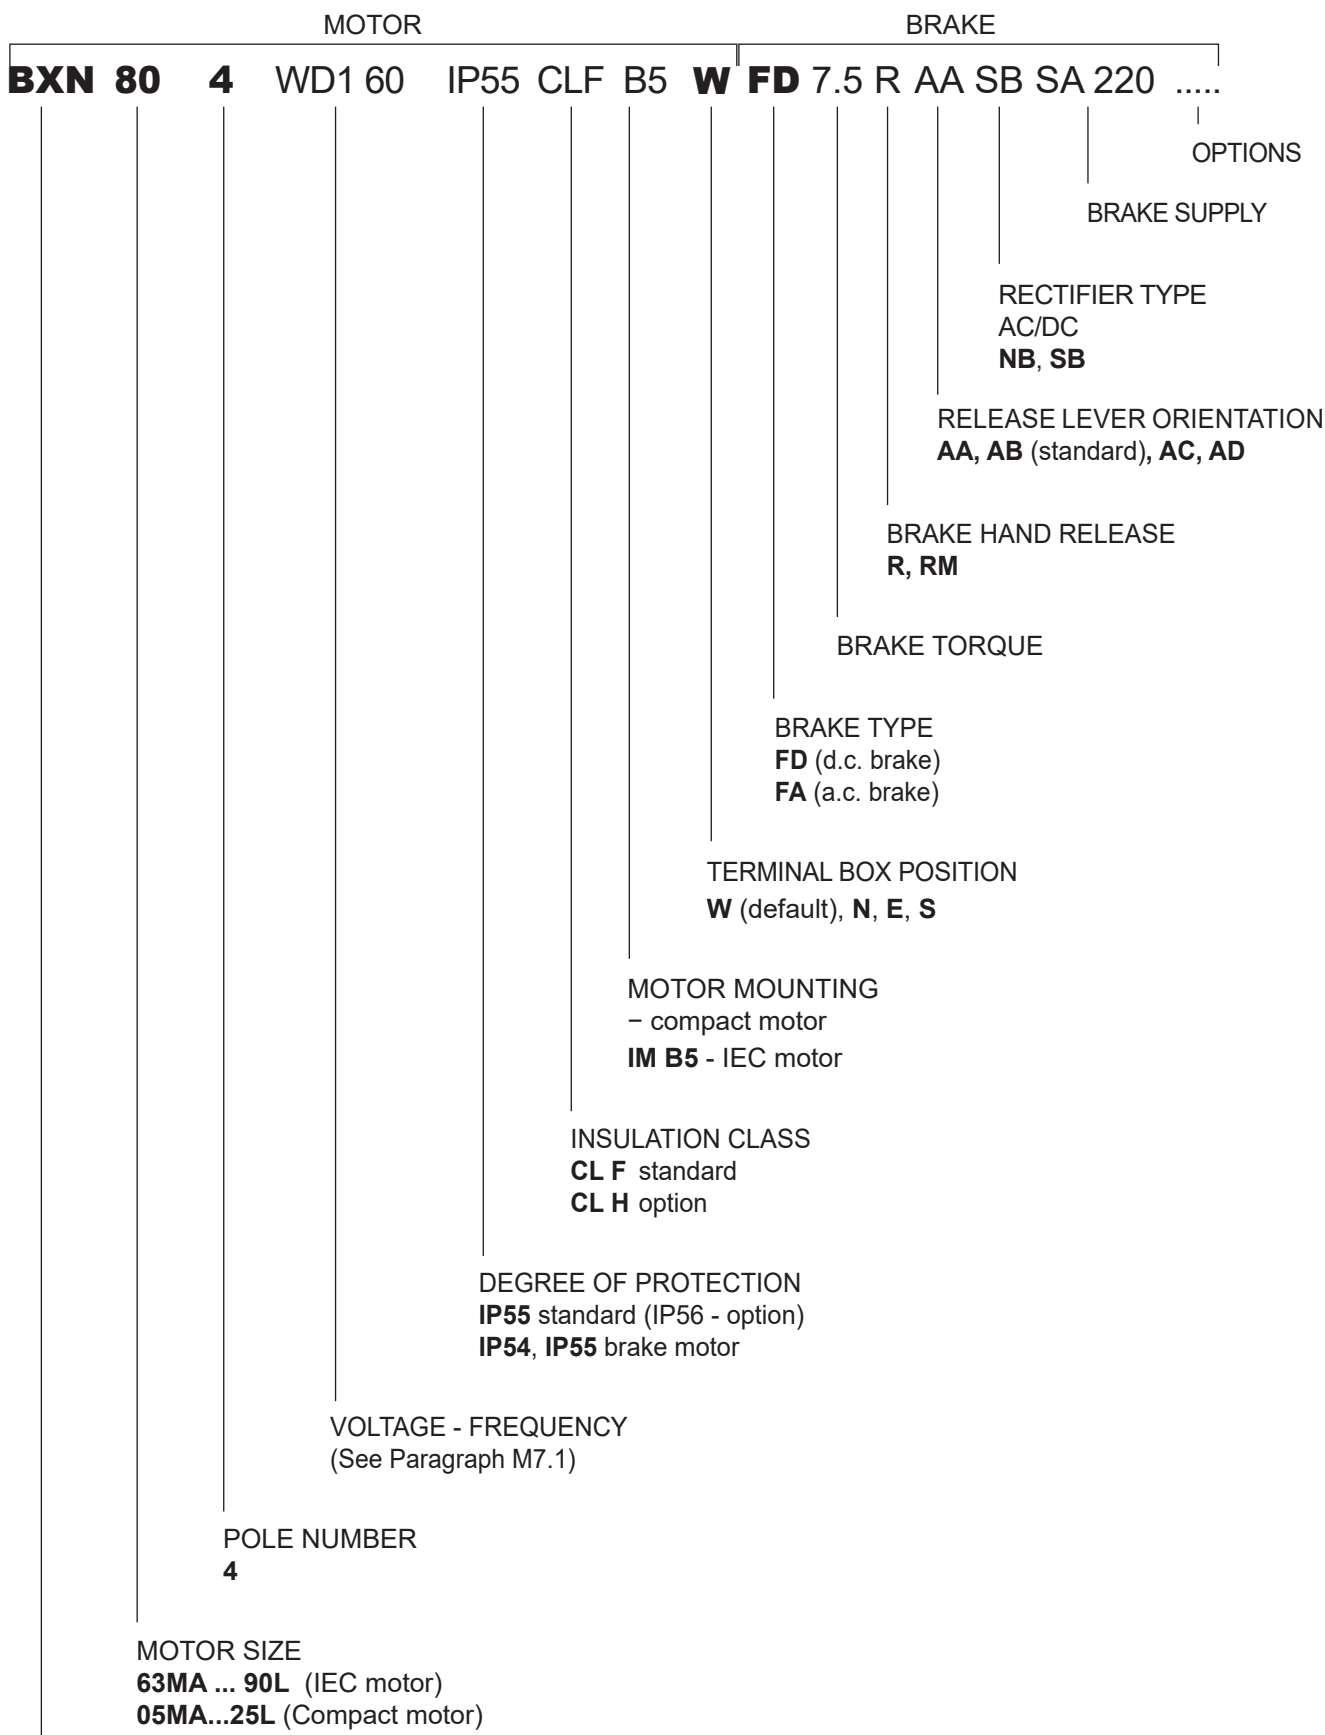 MOTOR BRAKE
BXN 80 4 WD1 60 IP55 CLF B5 W FD 7.5 R AA SB SA 220 .....
OPTIONS
BRAKE SUPPLY
RECTIFIER TYPE
AC/DC
NB, SB
RELEASE LEVER ORIENTATION
AA, AB (standard), AC, AD
BRAKE HAND RELEASE
R, RM
BRAKE TORQUE
BRAKE TYPE
FD (d.c. brake)
FA (a.c. brake)
TERMINAL BOX POSITION
W (default), N, E, S
MOTOR MOUNTING
− compact motor
IM B5 - IEC motor
INSULATION CLASS
CL F standard
CL H option
DEGREE OF PROTECTION
IP55 standard (IP56 - option)
IP54, IP55 brake motor
VOLTAGE - FREQUENCY
(See Paragraph M7.1)
POLE NUMBER
4
MOTOR SIZE
63MA ... 90L (IEC motor)
05MA...25L (Compact motor)